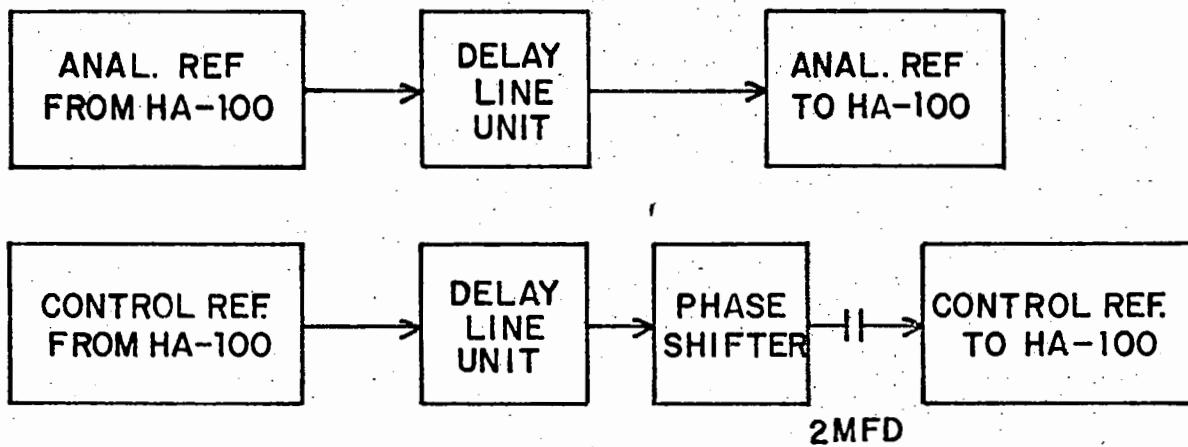 ANAL. REF
FROM HA-100
DELAY
LINE
UNIT
ANAL. REF
TO HA-100
CONTROL REF.
FROM HA-100
DELAY
LINE
UNIT
PHASE
SHIFTER
CONTROL REF.
TO HA-100
2MFD